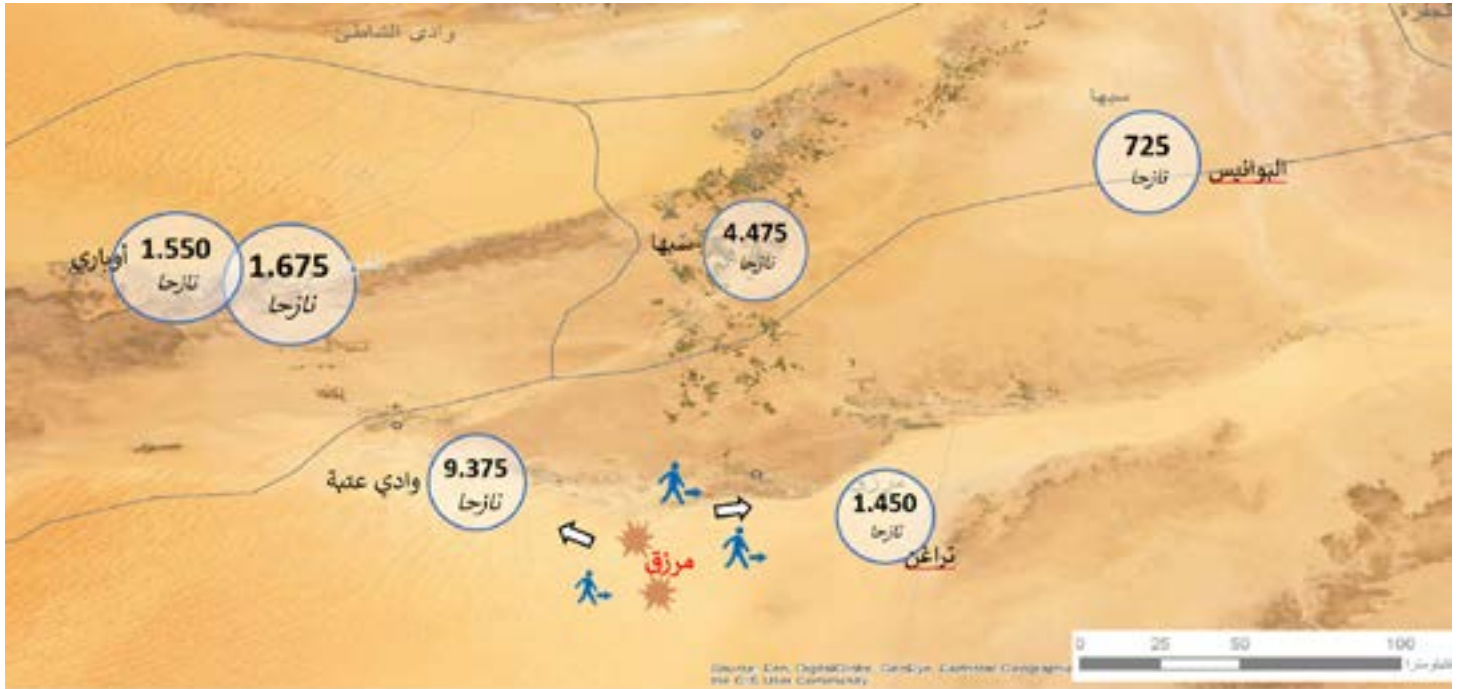 وادي الشاطئ
سبها
725
نازحا
البوانيس
4.475
نازحا
سبها
1.550
نازحا
أوباري
1.675
نازحا
9.375
نازحا
وادي عتبة
مرزق
1.450
نازحا
تراغن
مرزق
0 25 50 100